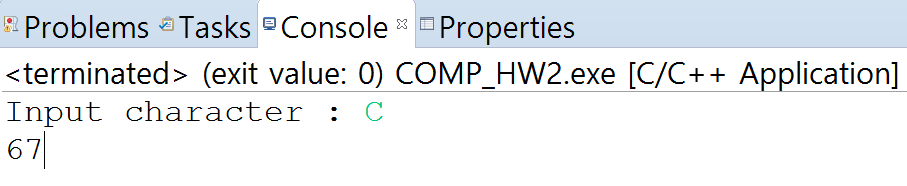 Problems Tasks Console Properties
<terminated> (exit value: 0) COMP_HW2.exe [C/C++ Application]
Input character : C
67